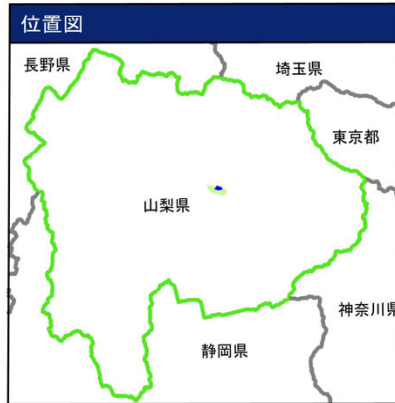 位置図
長野県
埼玉県
東京都
山梨県
神奈川県
静岡県